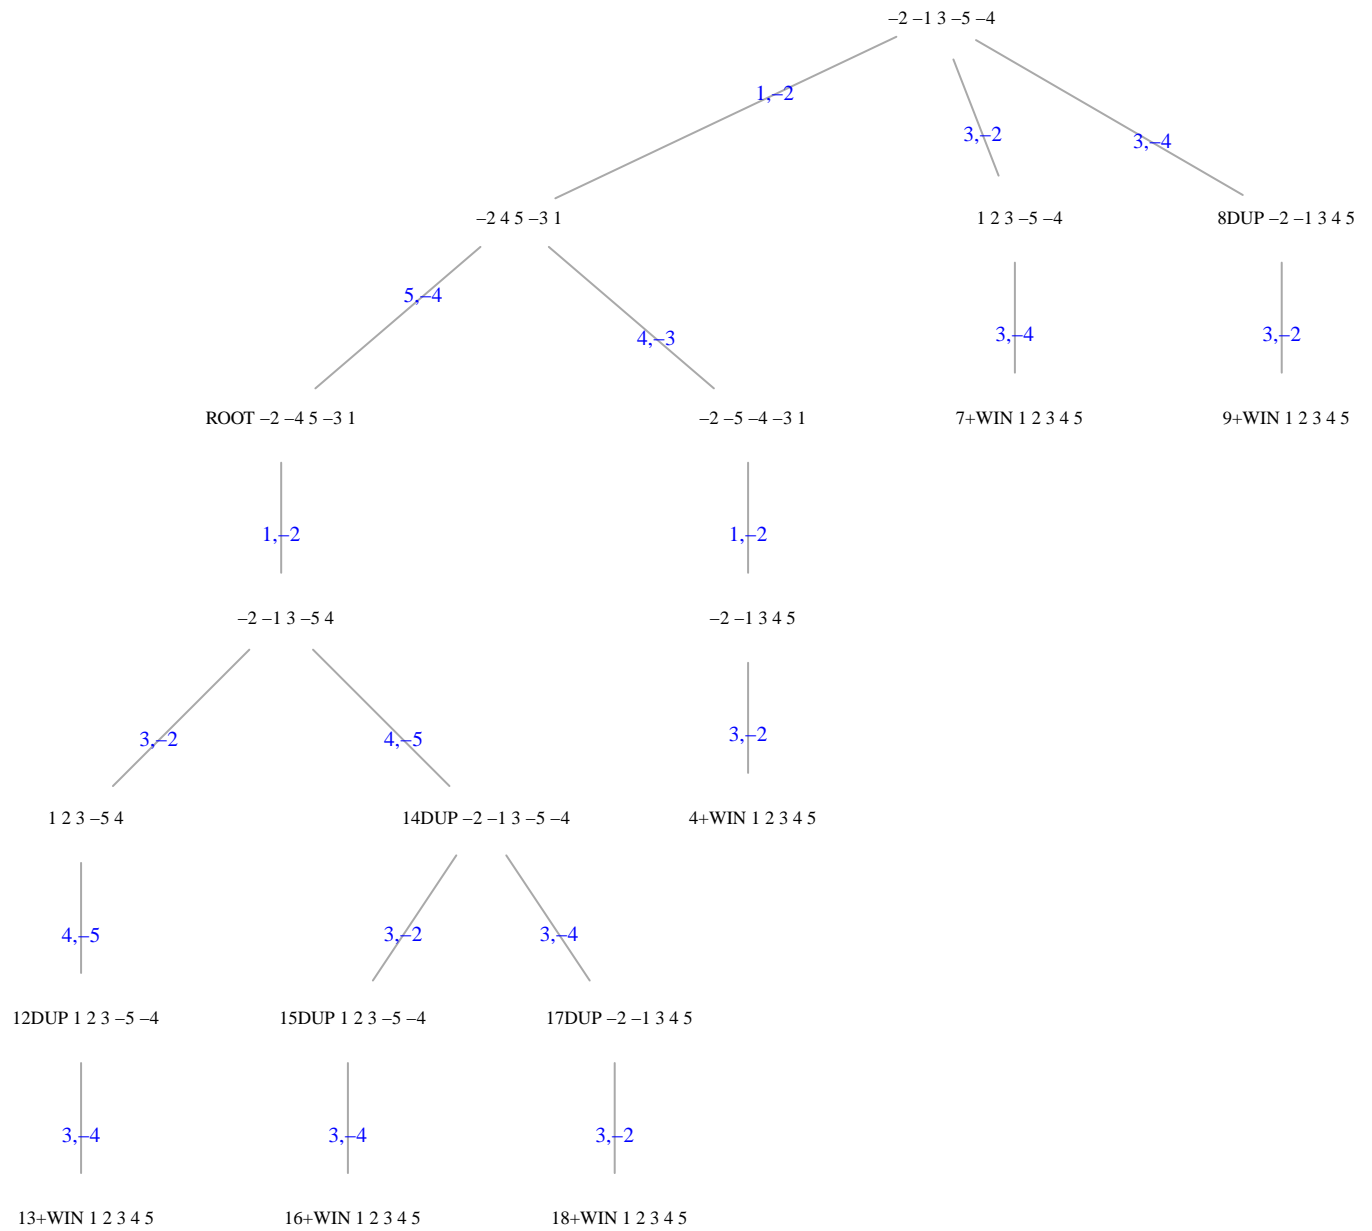 –2 –1 3 –5 –4
1,–2
3,–2
3,–4
–2 4 5 –3 1
1 2 3 –5 –4
8DUP –2 –1 3 4 5
5,–4
4,–3
3,–4
3,–2
ROOT –2 –4 5 –3 1
–2 –5 –4 –3 1
7+WIN 1 2 3 4 5
9+WIN 1 2 3 4 5
1,–2
1,–2
–2 –1 3 –5 4
–2 –1 3 4 5
3,–2
4,–5
3,–2
1 2 3 –5 4
14DUP –2 –1 3 –5 –4
4+WIN 1 2 3 4 5
4,–5
3,–2
3,–4
12DUP 1 2 3 –5 –4
15DUP 1 2 3 –5 –4
17DUP –2 –1 3 4 5
3,–4
3,–4
3,–2
13+WIN 1 2 3 4 5
16+WIN 1 2 3 4 5
18+WIN 1 2 3 4 5